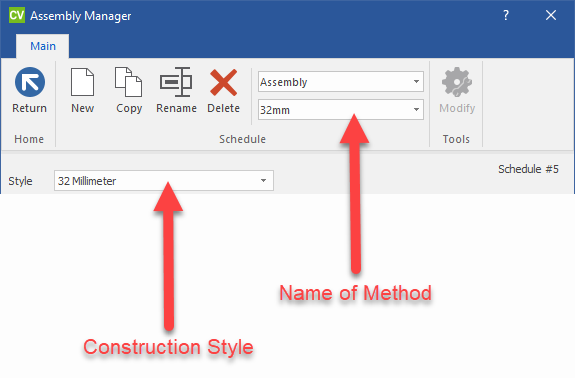 CV Assembly Manager ?
Main
Return New Copy Rename Delete Assembly 32mm Modify
Home Schedule Tools
Style 32 Millimeter Schedule #5
Name of Method
Construction Style